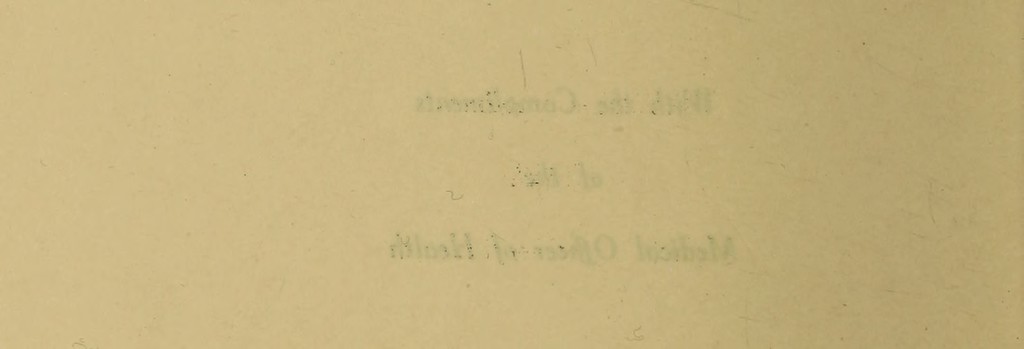 With the Compliments
of the
Medical Officer of Health